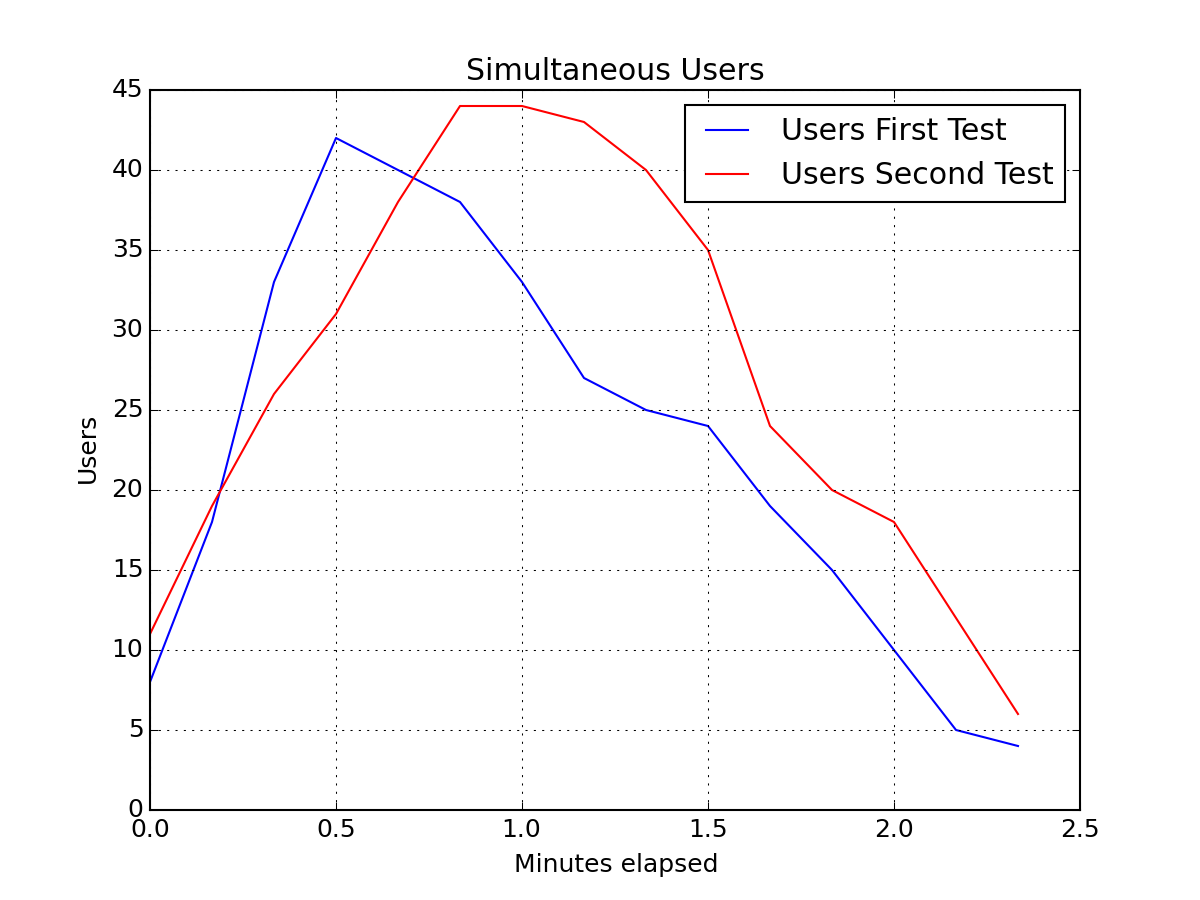 Simultaneous Users
Users First Test
Users Second Test
45
40
35
30
25
20
15
10
5
0
Users
0.0 0.5 1.0 1.5 2.0 2.5
Minutes elapsed